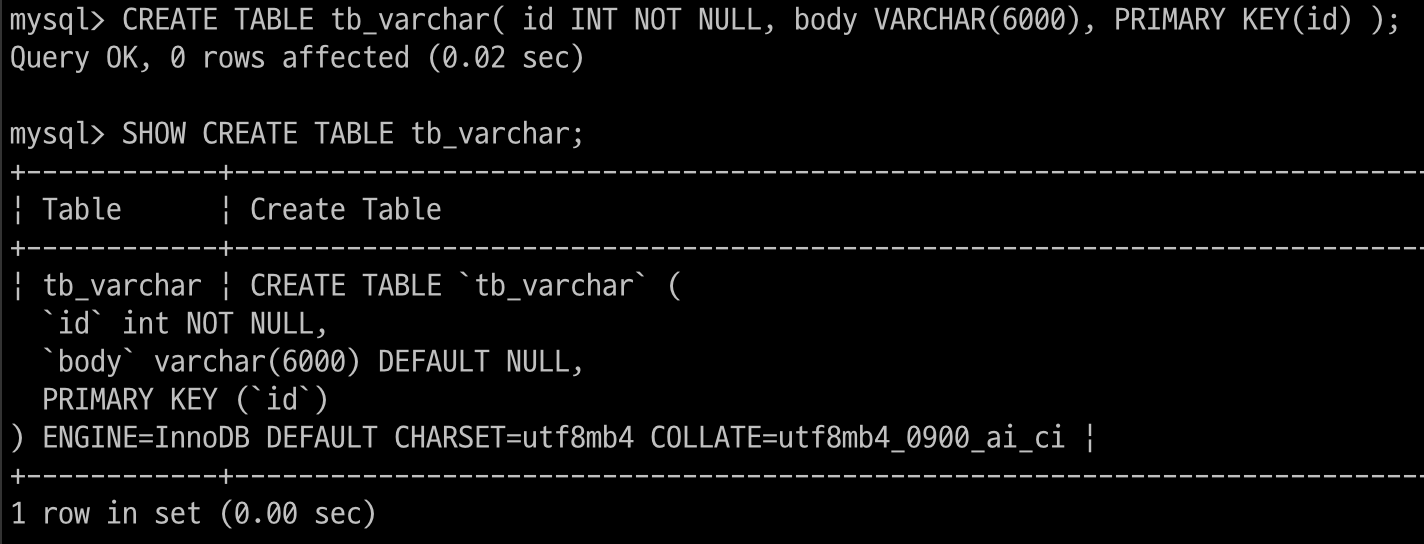 mysql> CREATE TABLE tb_varchar( id INT NOT NULL, body VARCHAR(6000), PRIMARY KEY(id) );
Query OK, 0 rows affected (0.02 sec)
mysql> SHOW CREATE TABLE tb_varchar;
+------------+--------------------------------------------------------------------------
¦ Table      ¦ Create Table
+------------+--------------------------------------------------------------------------
¦ tb_varchar ¦ CREATE TABLE `tb_varchar` (
  `id` int NOT NULL,
  `body` varchar(6000) DEFAULT NULL,
  PRIMARY KEY (`id`)
) ENGINE=InnoDB DEFAULT CHARSET=utf8mb4 COLLATE=utf8mb4_0900_ai_ci ¦
+------------+--------------------------------------------------------------------------
1 row in set (0.00 sec)